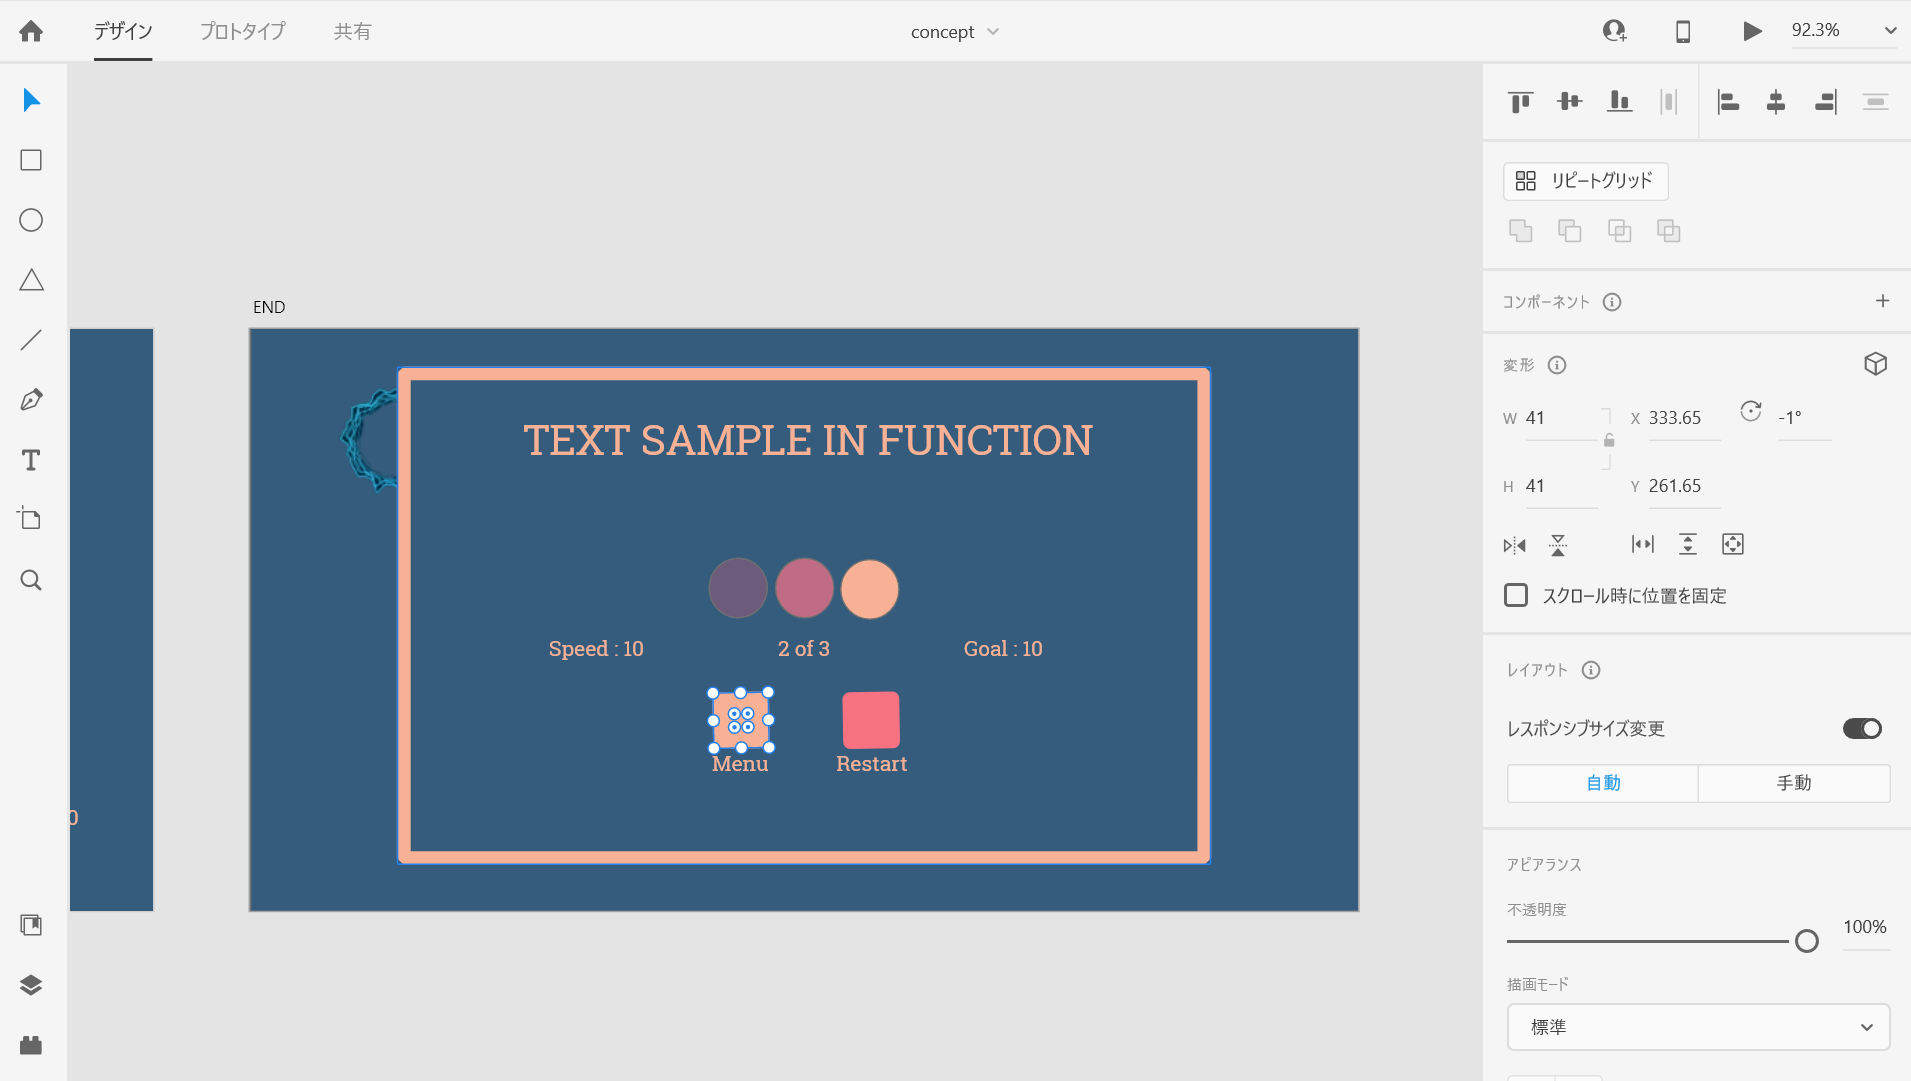 デザイン プロトタイプ 共有 concept 92.3%
リピートグリッド
コンポーネント
変形
W 41 X 333.65 -1°
H 41 Y 261.65
スクロール時に位置を固定
レイアウト
レスポンシブサイズ変更
自動 手動
アピアランス
不透明度
100%
描画モード
標準
END
TEXT SAMPLE IN FUNCTION
Speed : 10 2 of 3 Goal : 10
Menu Restart
0